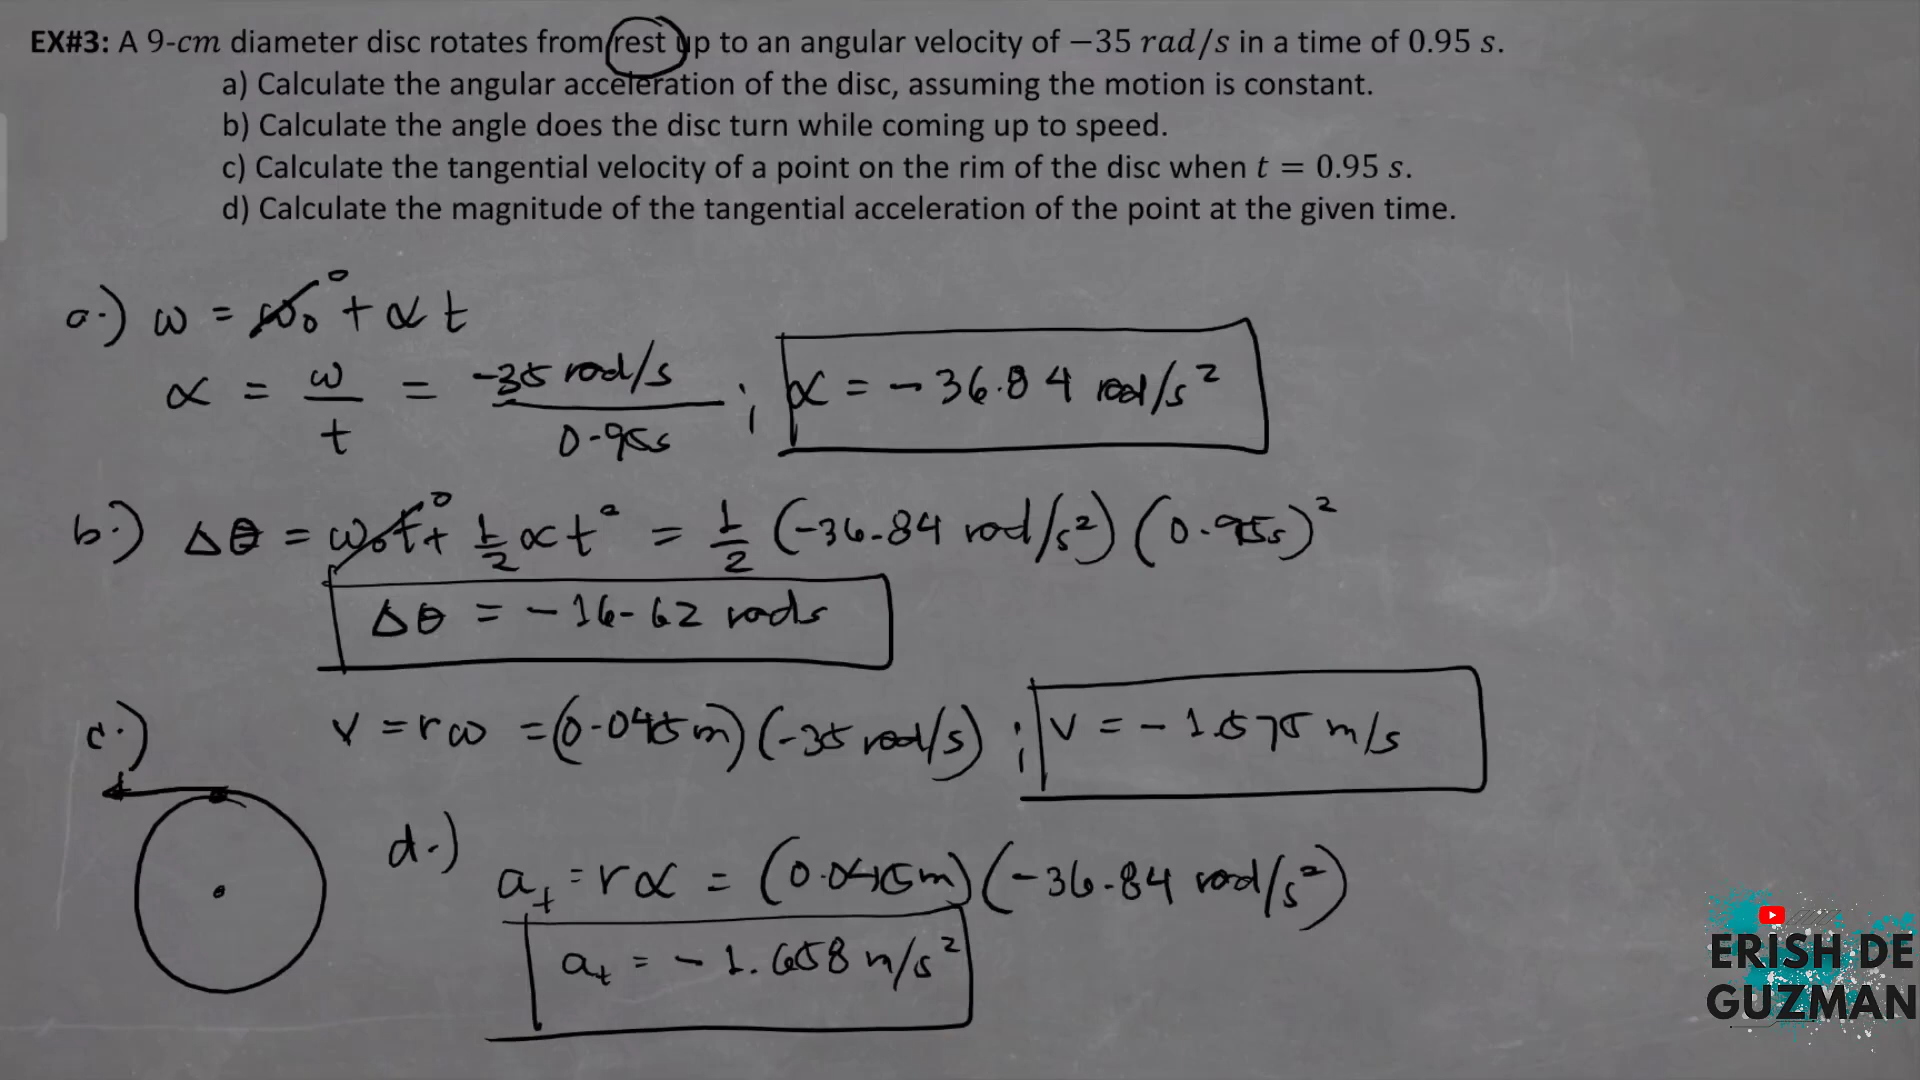 EX#3: A 9-cm diameter disc rotates from rest up to an angular velocity of −35 rad/s in a time of 0.95 s.
a) Calculate the angular acceleration of the disc, assuming the motion is constant.
b) Calculate the angle does the disc turn while coming up to speed.
c) Calculate the tangential velocity of a point on the rim of the disc when t = 0.95 s.
d) Calculate the magnitude of the tangential acceleration of the point at the given time.
a.) ω = ω₀⁰ + α t
α = ω/t = -35 rad/s / 0.95s ; α = -36.84 rad/s²
b.) Δθ = ω₀t⁰ + 1/2 αt² = 1/2 (-36.84 rad/s²) (0.95s)²
Δθ = -16.62 rads
c.) v = rω = (0.045m) (-35 rad/s) ; v = -1.575 m/s
d.) aₜ = rα = (0.045m) (-36.84 rad/s²)
aₜ = -1.658 m/s²
ERISH DE
GUZMAN